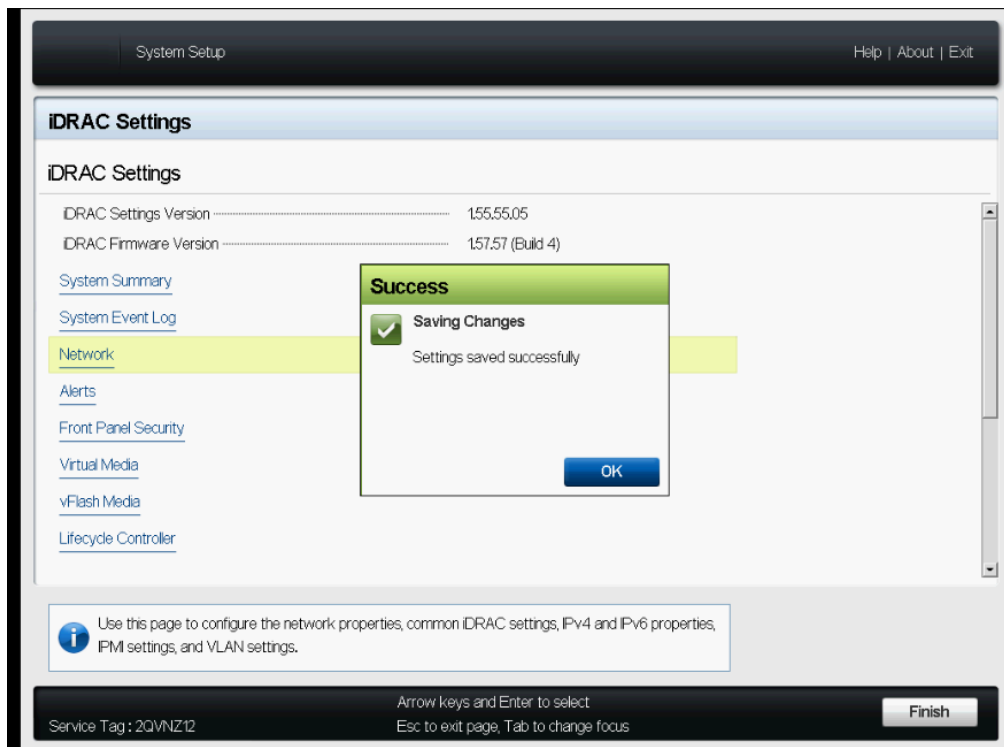 System Setup
Help | About | Exit
iDRAC Settings
iDRAC Settings
iDRAC Settings Version 1.55.55.05
iDRAC Firmware Version 1.57.57 (Build 4)
System Summary
System Event Log
Network
Alerts
Front Panel Security
Virtual Media
vFlash Media
Lifecycle Controller
Success
Saving Changes
Settings saved successfully
OK
Use this page to configure the network properties, common iDRAC settings, IPv4 and IPv6 properties,
IPMI settings, and VLAN settings.
Service Tag : 2QVNZ12
Arrow keys and Enter to select
Esc to exit page, Tab to change focus
Finish